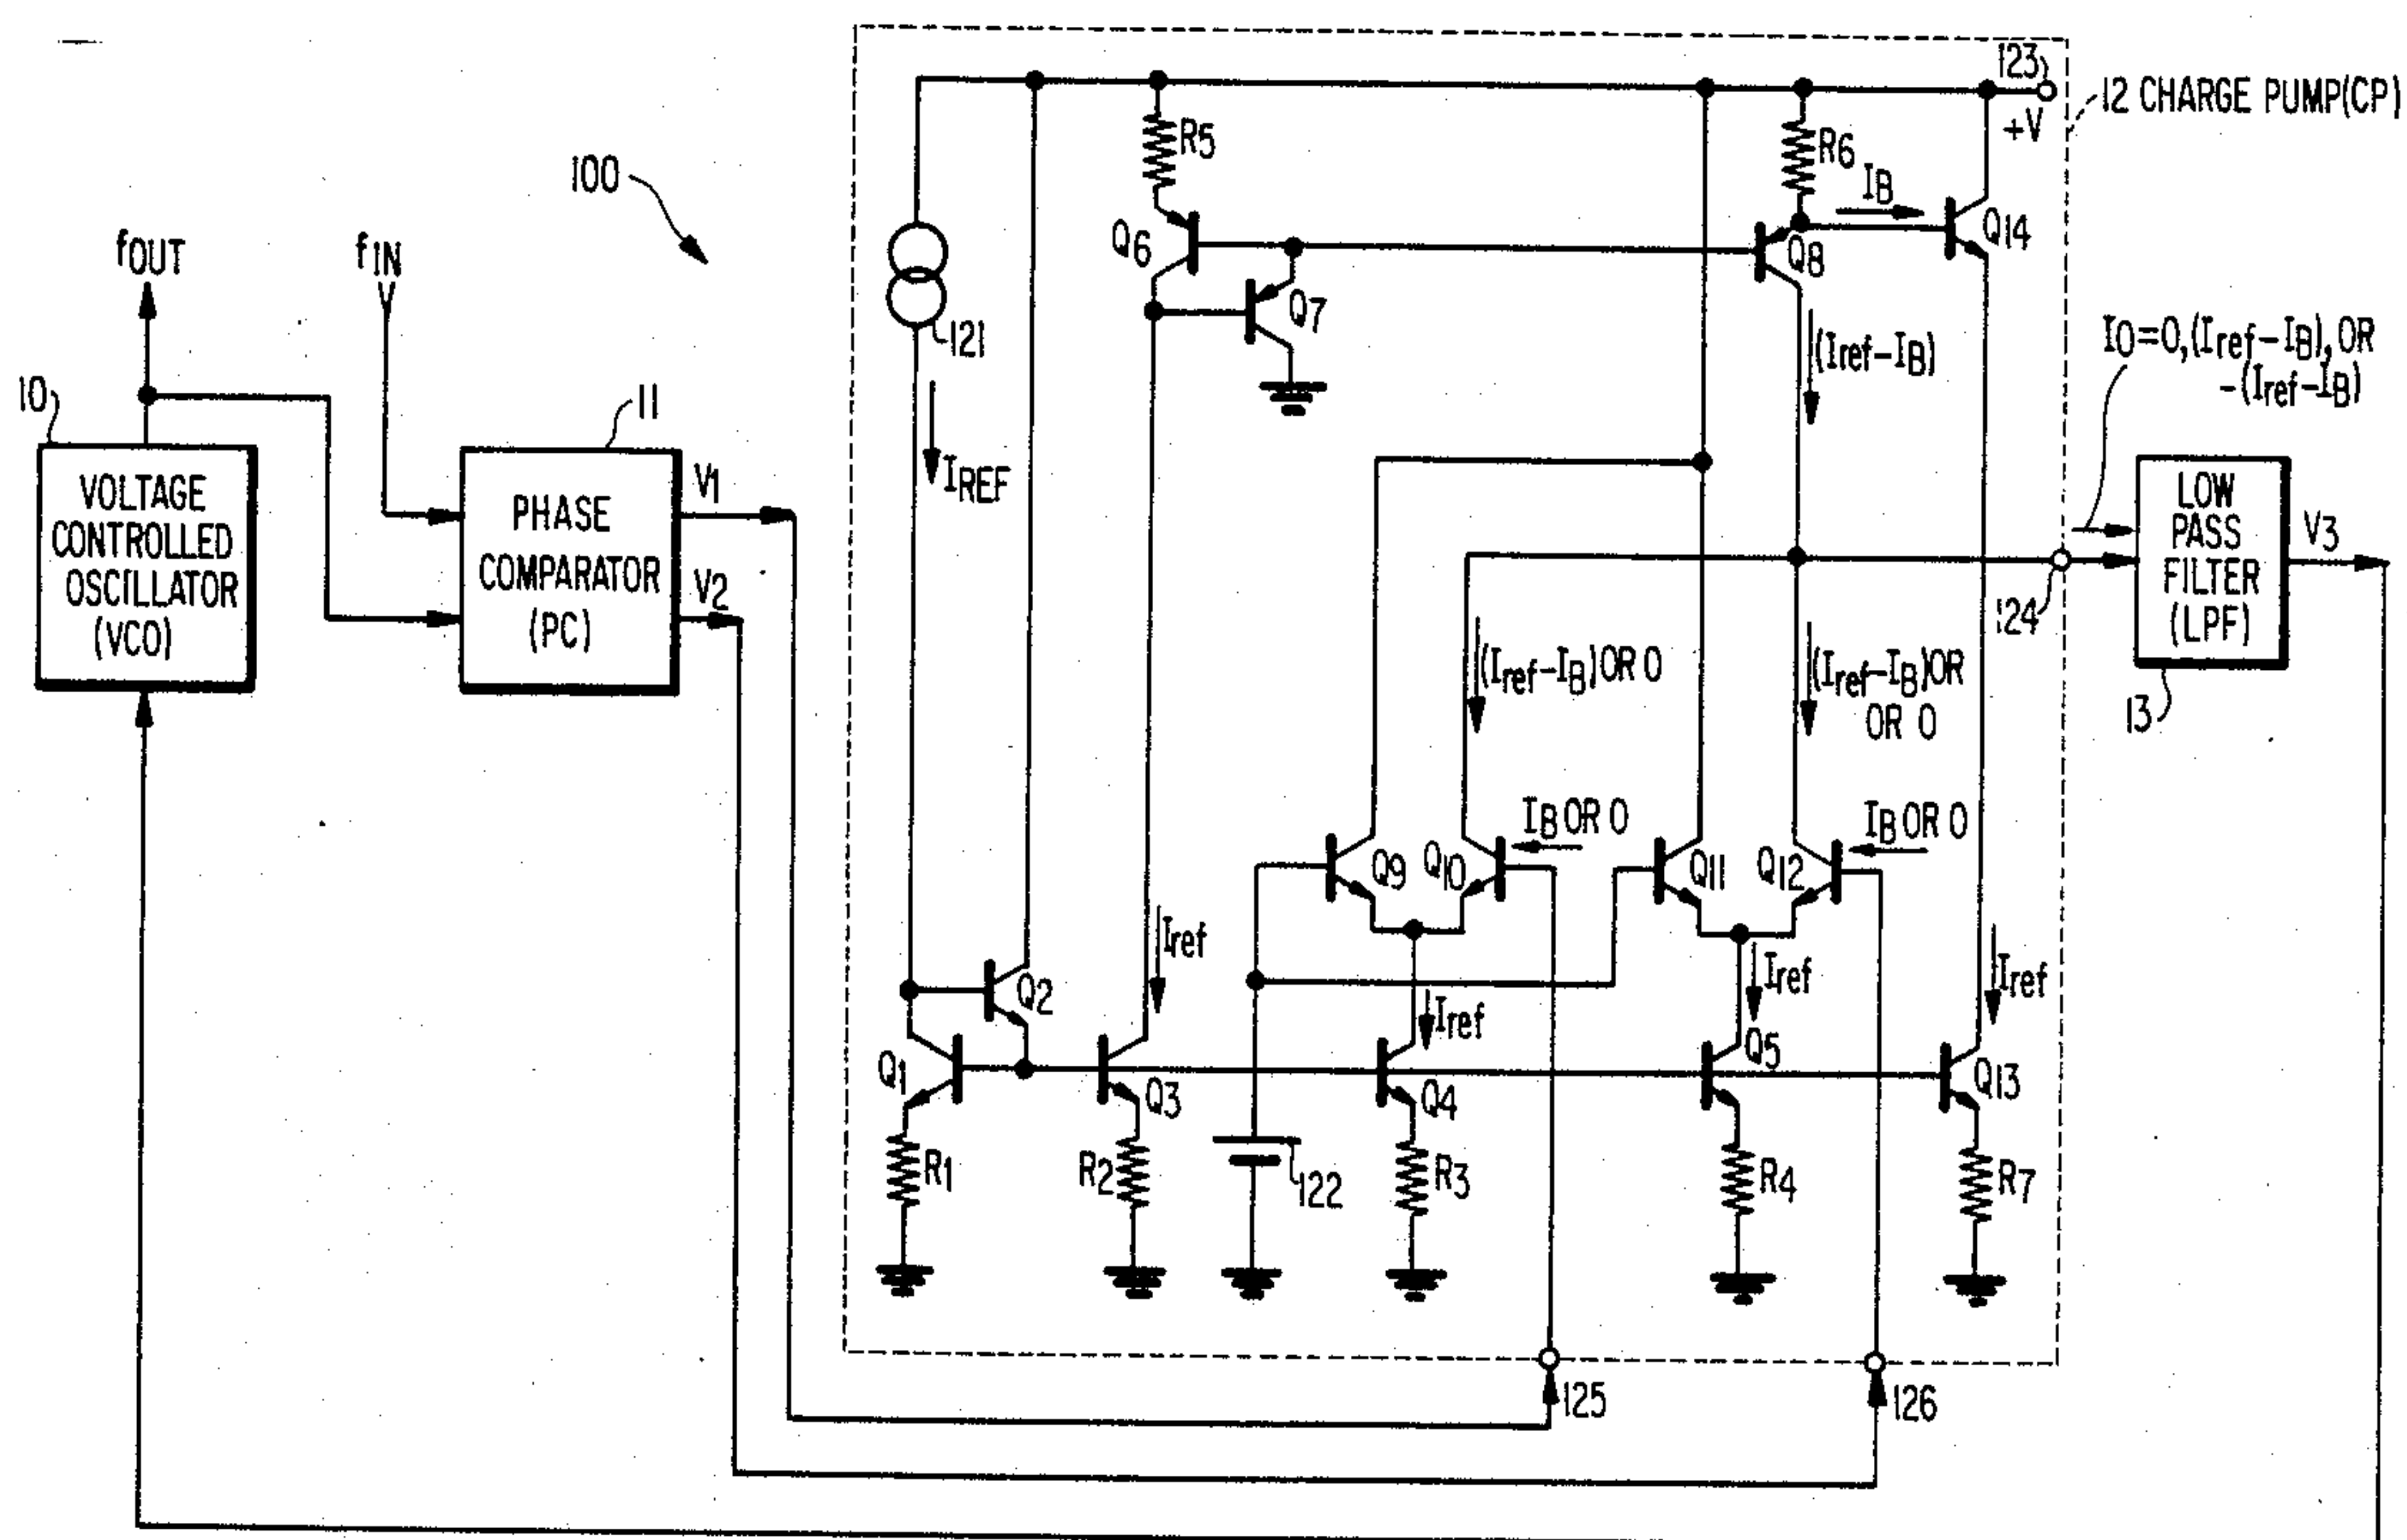 123
12 CHARGE PUMP(CP)
+V
R5
R6
IB
100
Q6
Q8
Q14
fOUT
fIN
Q7
121
(Iref-IB)
IO=0,(Iref-IB), OR
-(Iref-IB)
10
11
IREF
VOLTAGE
CONTROLLED
OSCILLATOR
(VCO)
PHASE
COMPARATOR
(PC)
V1
V2
LOW
PASS
FILTER
(LPF)
V3
124
13
(Iref-IB) OR 0
(Iref-IB) OR
OR 0
IB OR 0
IB OR 0
Q9
Q10
Q11
Q12
Iref
Q2
Iref
Iref
Iref
Q1
Q3
Q4
Q5
Q13
R1
R2
122
R3
R4
R7
125
126